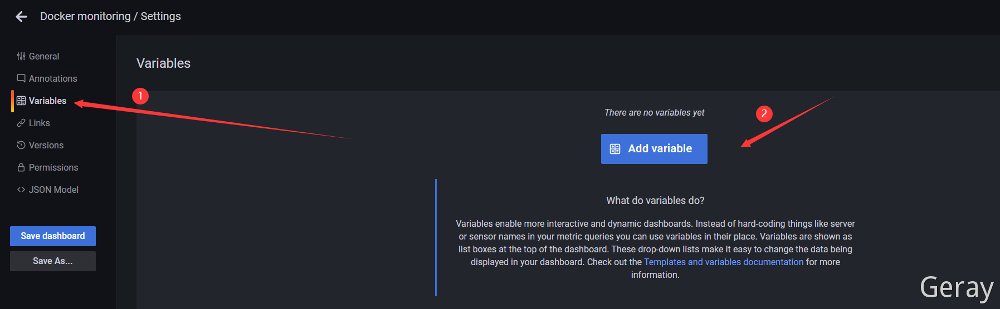 Docker monitoring / Settings
General
Annotations
Variables
Links
Versions
Permissions
JSON Model
Save dashboard
Save As...
Variables
1
There are no variables yet
2
Add variable
What do variables do?
Variables enable more interactive and dynamic dashboards. Instead of hard-coding things like server
or sensor names in your metric queries you can use variables in their place. Variables are shown as
list boxes at the top of the dashboard. These drop-down lists make it easy to change the data being
displayed in your dashboard. Check out the Templates and variables documentation for more
information.
Geray